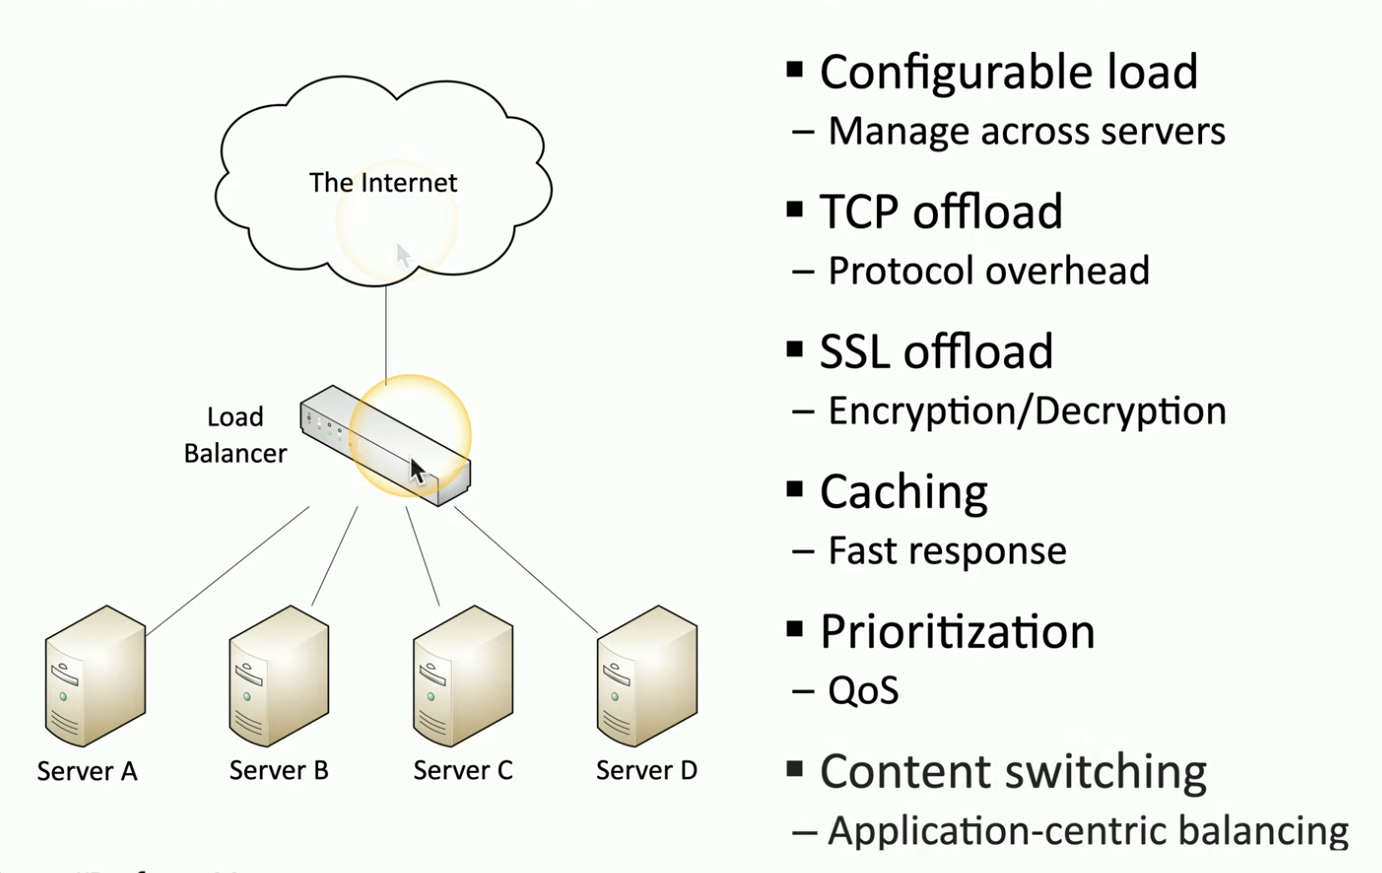 The Internet
Load
Balancer
Server A
Server B
Server C
Server D
▪ Configurable load
– Manage across servers
▪ TCP offload
– Protocol overhead
▪ SSL offload
– Encryption/Decryption
▪ Caching
– Fast response
▪ Prioritization
– QoS
▪ Content switching
– Application-centric balancing